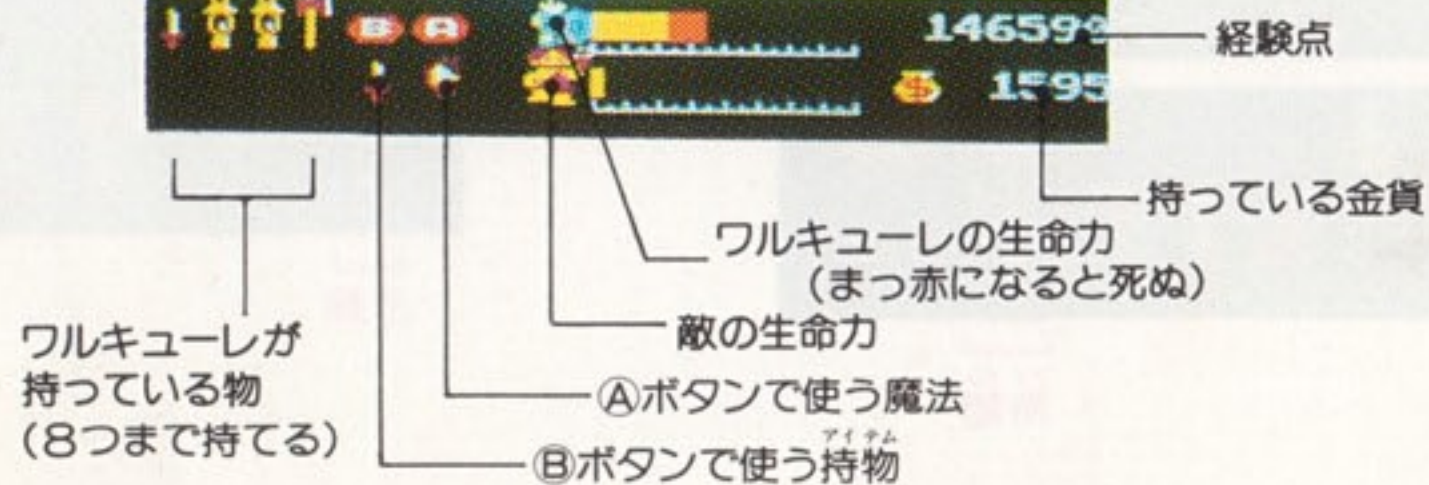 B A 146599
$ 1595
経験点
持っている金貨
ワルキューレの生命力
(まっ赤になると死ぬ)
敵の生命力
ワルキューレが
持っている物
(8つまで持てる)
Ⓐボタンで使う魔法
アイテム
Ⓑボタンで使う持物